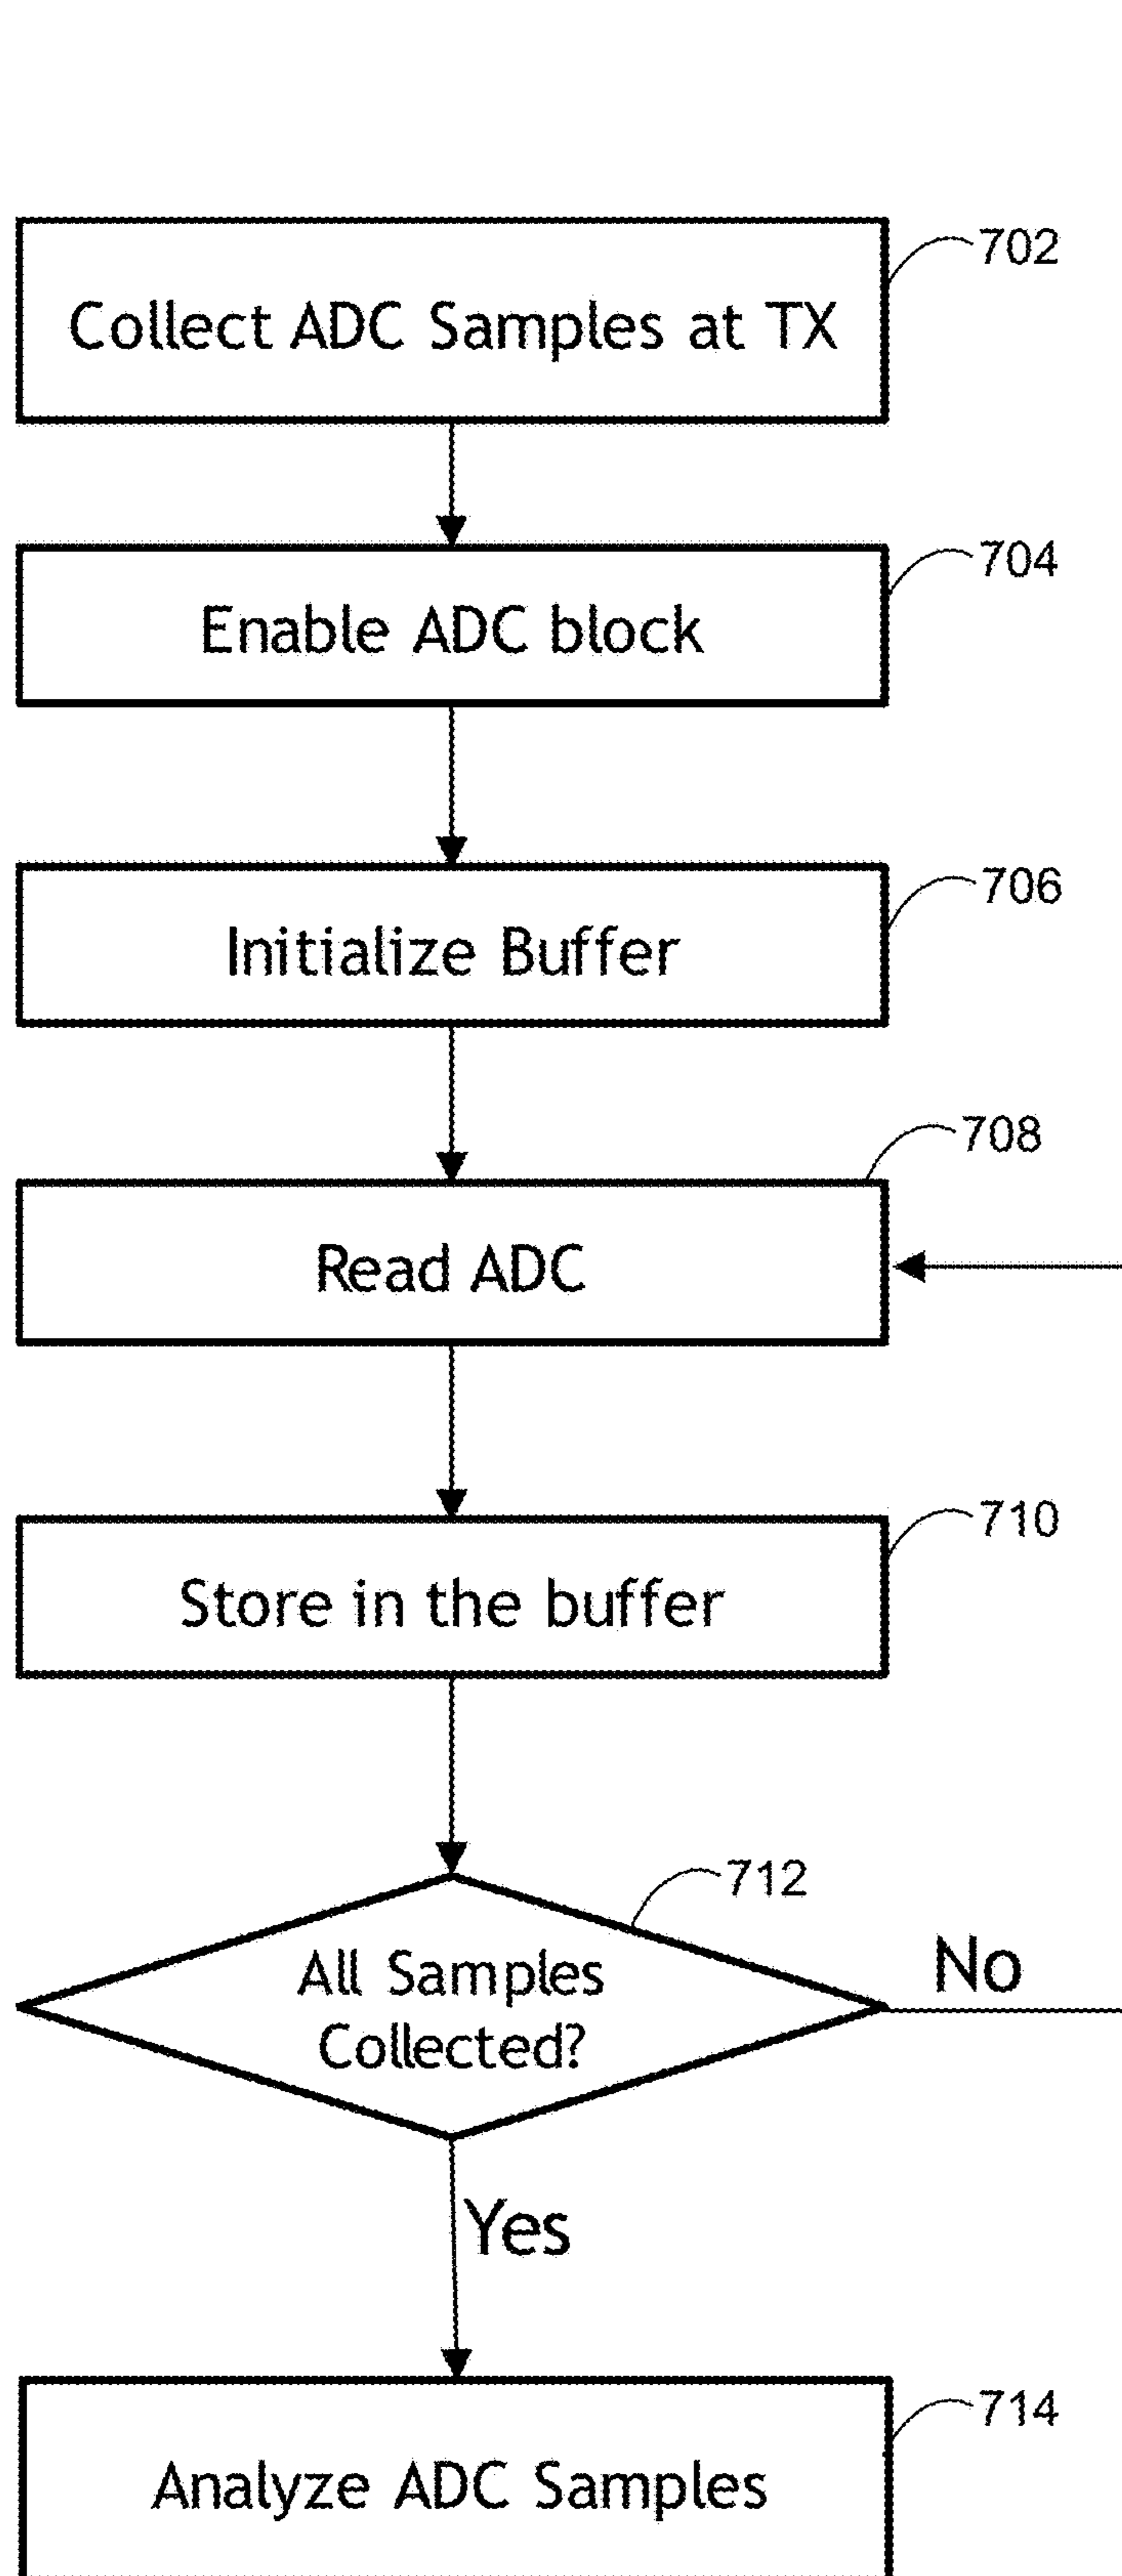 702
Collect ADC Samples at TX
704
Enable ADC block
706
Initialize Buffer
708
Read ADC
710
Store in the buffer
712
All Samples
Collected?
No
Yes
714
Analyze ADC Samples